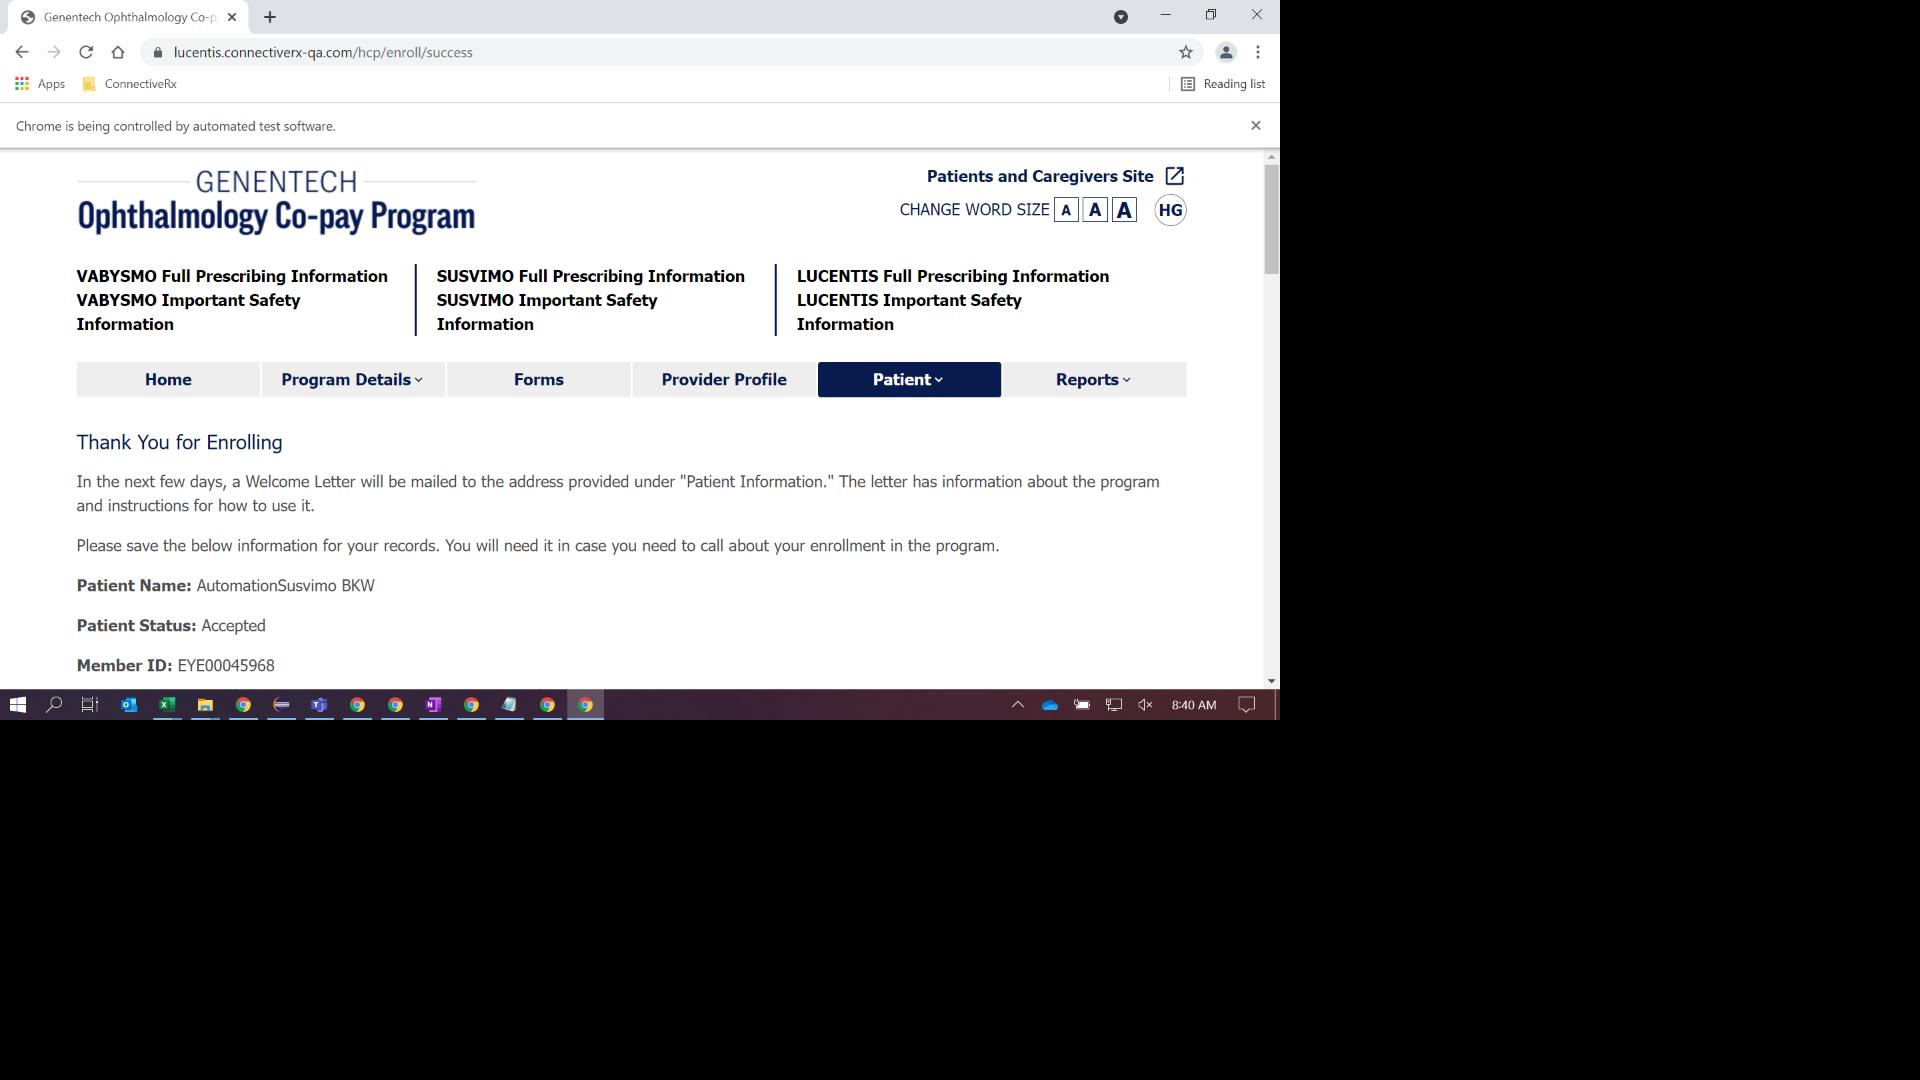 Genentech Ophthalmology Co-p
lucentis.connectiverx-qa.com/hcp/enroll/success
Apps
ConnectiveRx
Reading list
Chrome is being controlled by automated test software.
GENENTECH
Ophthalmology Co-pay Program
Patients and Caregivers Site
CHANGE WORD SIZE A A A HG
VABYSMO Full Prescribing Information
VABYSMO Important Safety
Information
SUSVIMO Full Prescribing Information
SUSVIMO Important Safety
Information
LUCENTIS Full Prescribing Information
LUCENTIS Important Safety
Information
Home Program Details Forms Provider Profile Patient Reports
Thank You for Enrolling
In the next few days, a Welcome Letter will be mailed to the address provided under "Patient Information." The letter has information about the program
and instructions for how to use it.
Please save the below information for your records. You will need it in case you need to call about your enrollment in the program.
Patient Name: AutomationSusvimo BKW
Patient Status: Accepted
Member ID: EYE00045968
8:40 AM